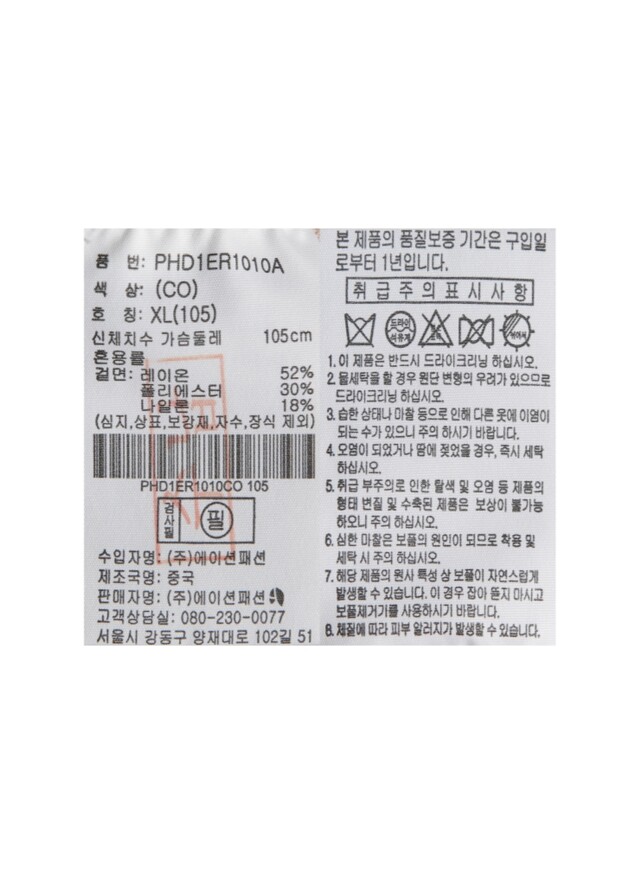 품 번: PHD1ER1010A
색 상: (CO)
호 칭: XL(105)
신체치수 가슴둘레 105cm
혼용률
겉면: 레이온 52%
폴리에스터 30%
나일론 18%
(심지,상표,보강재,자수,장식 제외)
PHD1ER1010CO 105
검사필 필
수입자명: (주)에이션패션
제조국명: 중국
판매자명: (주)에이션패션
고객상담실: 080-230-0077
서울시 강동구 양재대로 102길 51
본 제품의 품질보증 기간은 구입일
로부터 1년입니다.
취급주의표시사항
드라이
석유계
1. 이 제품은 반드시 드라이크리닝 하십시오.
2. 물세탁을 할 경우 원단 변형의 우려가 있으므로
드라이크리닝 하십시오.
3. 습한 상태나 마찰 등으로 인해 다른 옷에 이염이
되는 수가 있으니 주의 하시기 바랍니다.
4. 오염이 되었거나 땀에 젖었을 경우, 즉시 세탁
하십시오.
5. 취급 부주의로 인한 탈색 및 오염 등 제품의
형태 변질 및 수축된 제품은 보상이 불가능
하오니 주의 하십시오.
6. 심한 마찰은 보풀의 원인이 되므로 착용 및
세탁 시 주의 하십시오.
7. 해당 제품의 원사 특성 상 보풀이 자연스럽게
발생할 수 있습니다. 이 경우 잡아 뜯지 마시고
보풀제거기를 사용하시기 바랍니다.
8. 체질에 따라 피부 알러지가 발생할 수 있습니다.